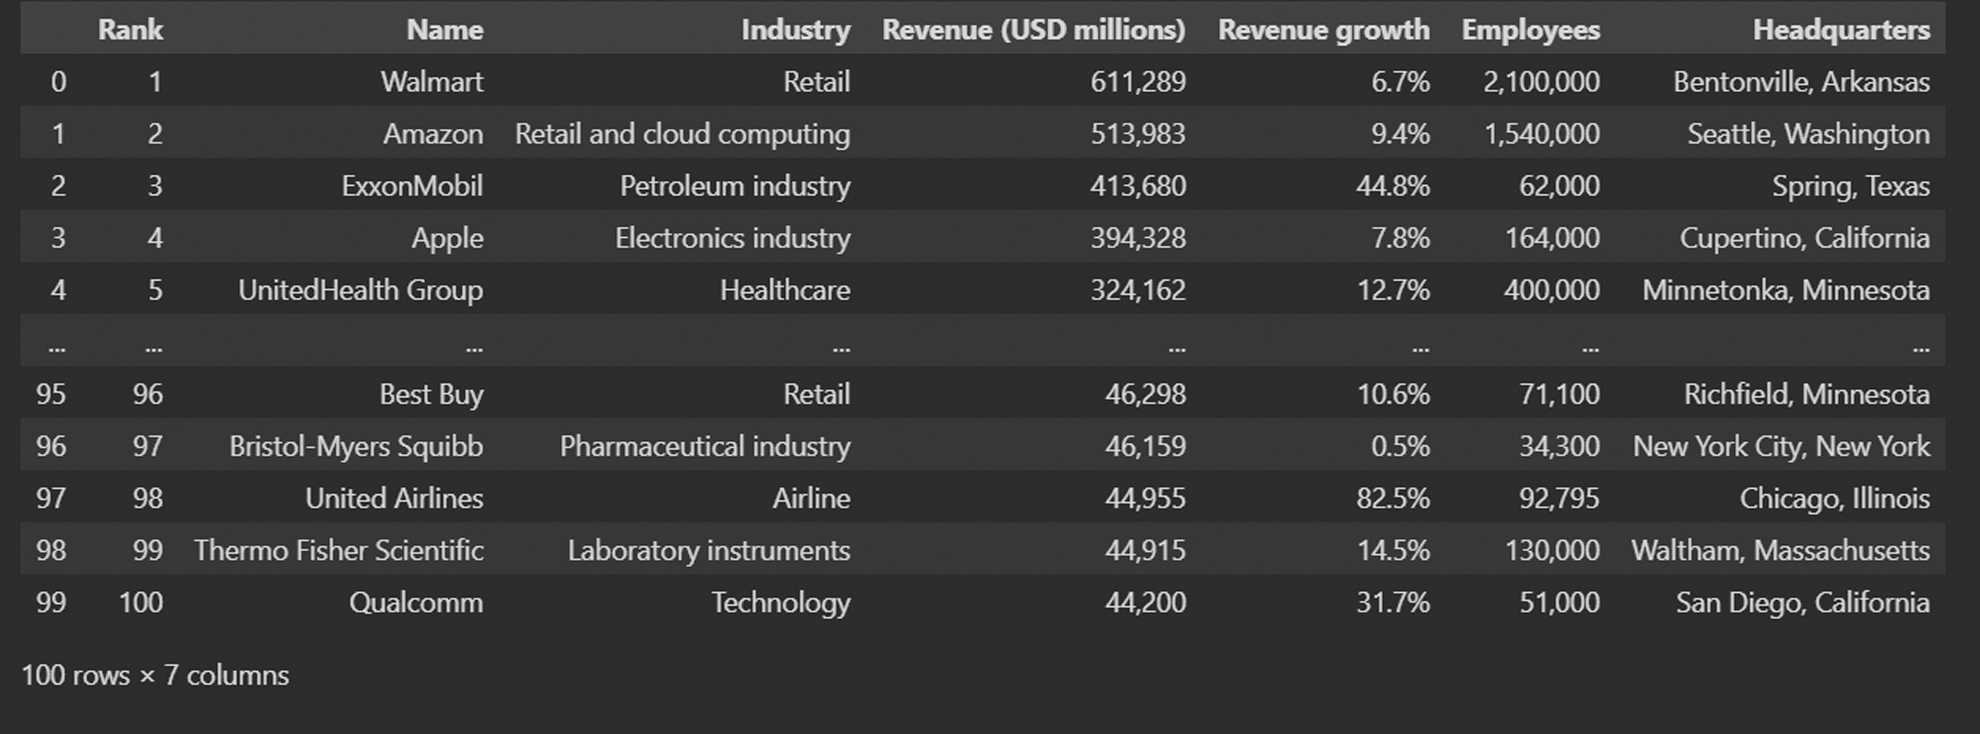 Rank Name Industry Revenue (USD millions) Revenue growth Employees Headquarters
0 1 Walmart Retail 611,289 6.7% 2,100,000 Bentonville, Arkansas
1 2 Amazon Retail and cloud computing 513,983 9.4% 1,540,000 Seattle, Washington
2 3 ExxonMobil Petroleum industry 413,680 44.8% 62,000 Spring, Texas
3 4 Apple Electronics industry 394,328 7.8% 164,000 Cupertino, California
4 5 UnitedHealth Group Healthcare 324,162 12.7% 400,000 Minnetonka, Minnesota
... ... ... ... ... ... ... ...
95 96 Best Buy Retail 46,298 10.6% 71,100 Richfield, Minnesota
96 97 Bristol-Myers Squibb Pharmaceutical industry 46,159 0.5% 34,300 New York City, New York
97 98 United Airlines Airline 44,955 82.5% 92,795 Chicago, Illinois
98 99 Thermo Fisher Scientific Laboratory instruments 44,915 14.5% 130,000 Waltham, Massachusetts
99 100 Qualcomm Technology 44,200 31.7% 51,000 San Diego, California
100 rows × 7 columns